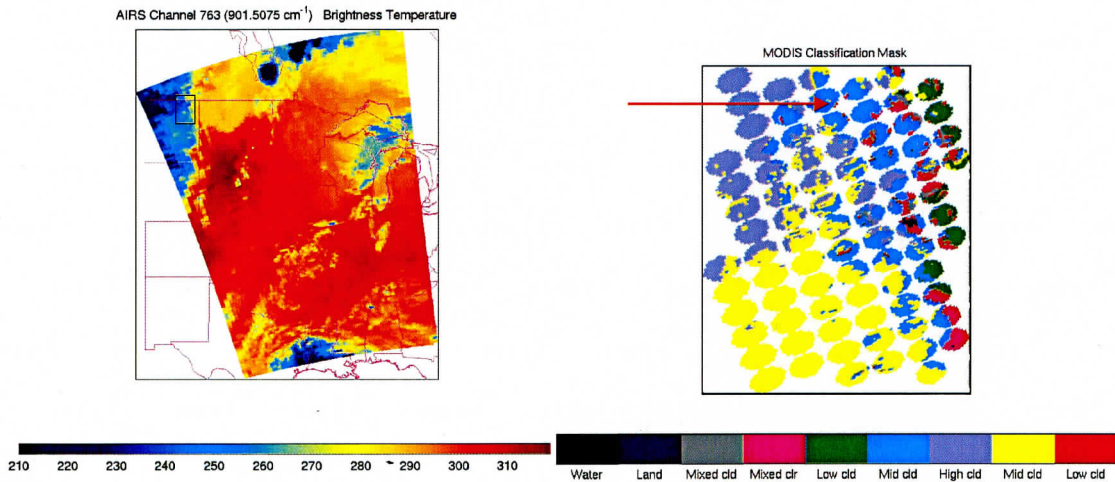 AIRS Channel 763 (901.5075 cm⁻¹) Brightness Temperature
MODIS Classification Mask
210 220 230 240 250 260 270 280 290 300 310
Water Land Mixed cld Mixed clr Low cld Mid cld High cld Mid cld Low cld